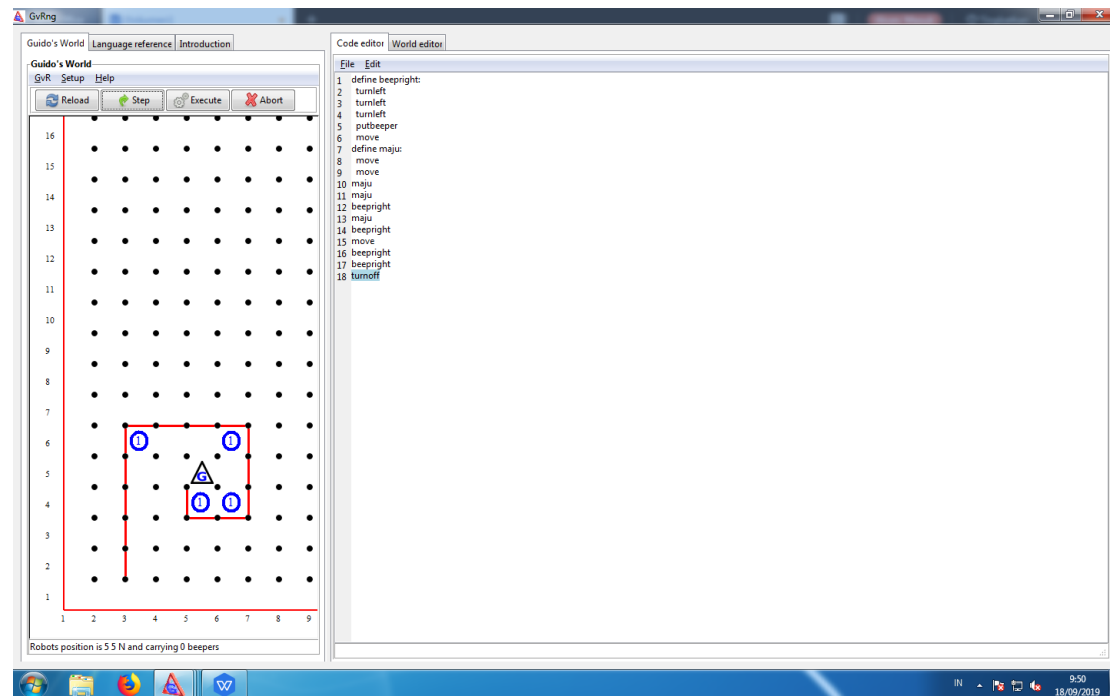 GvRng
Guido's World Language reference Introduction
Guido's World
GvR Setup Help
Reload Step Execute Abort
16
15
14
13
12
11
10
9
8
7
6
5
4
3
2
1
1 1
G
1 1
1 2 3 4 5 6 7 8 9
Robots position is 5 5 N and carrying 0 beepers
Code editor World editor
File Edit
1 define beepright:
2 turnleft
3 turnleft
4 turnleft
5 putbeeper
6 move
7 define maju:
8 move
9 move
10 maju
11 maju
12 beepright
13 maju
14 beepright
15 move
16 beepright
17 beepright
18 turnoff
IN
9:50
18/09/2019